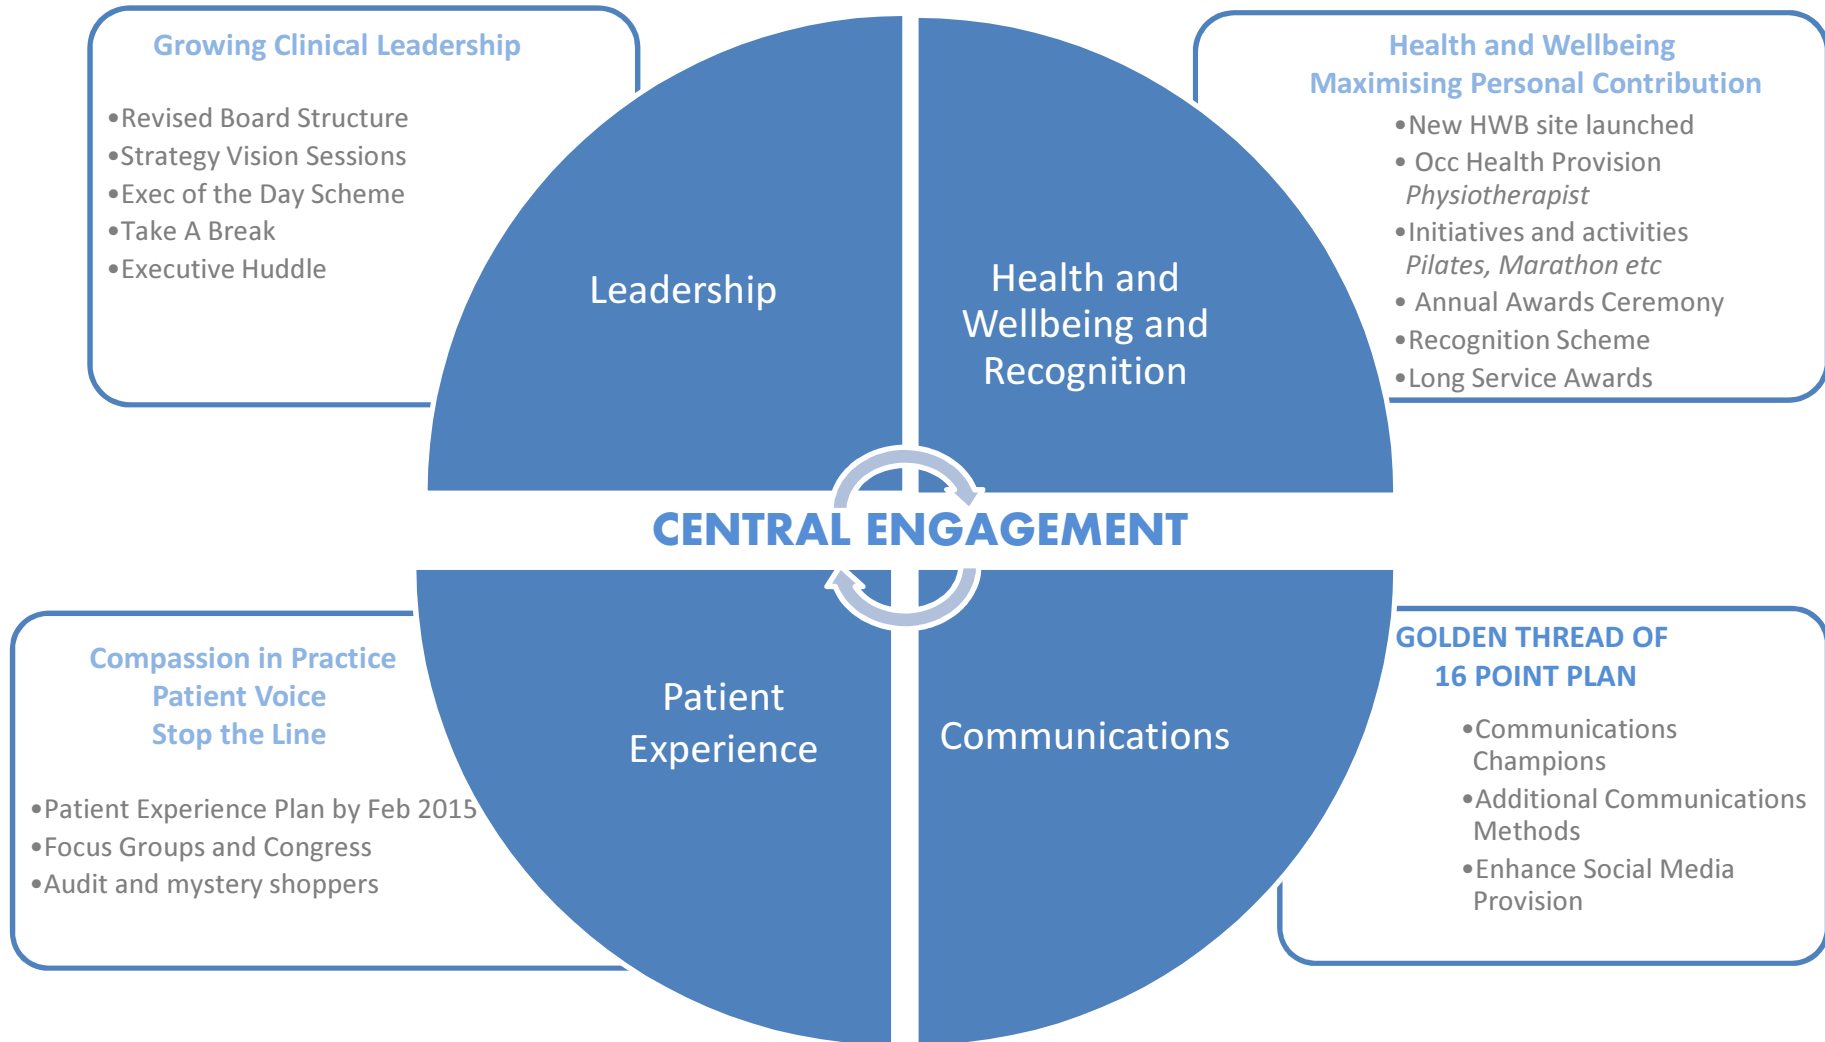 Growing Clinical Leadership
•Revised Board Structure
•Strategy Vision Sessions
•Exec of the Day Scheme
•Take A Break
•Executive Huddle
Leadership
Health and Wellbeing
Maximising Personal Contribution
•New HWB site launched
• Occ Health Provision
Physiotherapist
•Initiatives and activities
Pilates, Marathon etc
• Annual Awards Ceremony
•Recognition Scheme
•Long Service Awards
Health and
Wellbeing and
Recognition
CENTRAL ENGAGEMENT
Compassion in Practice
Patient Voice
Stop the Line
•Patient Experience Plan by Feb 2015
•Focus Groups and Congress
•Audit and mystery shoppers
Patient
Experience
Communications
GOLDEN THREAD OF
16 POINT PLAN
•Communications
Champions
•Additional Communications
Methods
•Enhance Social Media
Provision